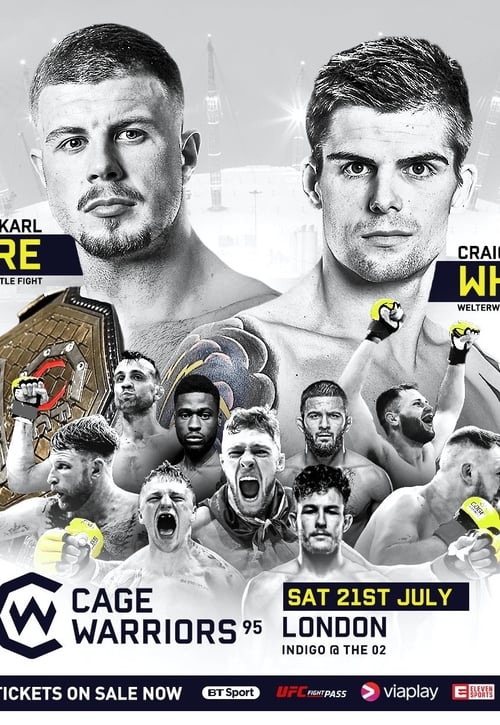 KARL
RE
TLE FIGHT
CRAIG
WH
WELTERW
CAGE
WARRIORS 95
SAT 21ST JULY
LONDON
INDIGO @ THE O2
TICKETS ON SALE NOW
BT Sport
UFC FIGHT PASS
viaplay
ELEVEN SPORTS